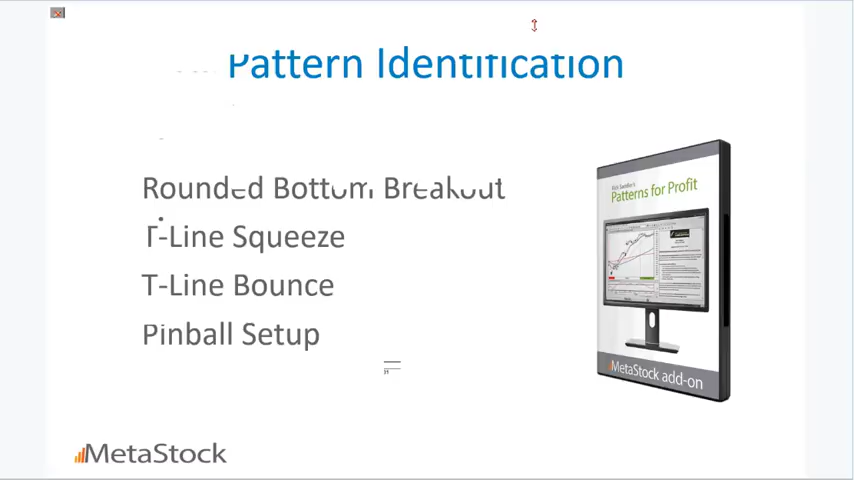 Pattern Identification
Rounded Bottom Breakout
T-Line Squeeze
T-Line Bounce
Pinball Setup
Patterns for Profit
MetaStock add-on
MetaStock